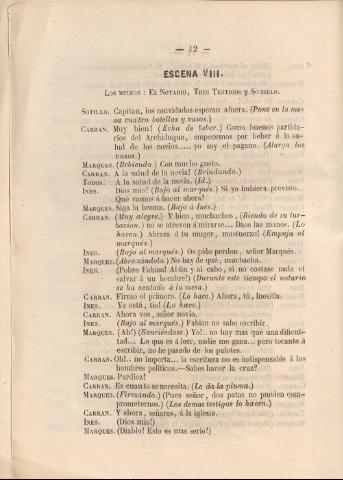 — 12 —
ESCENA VIII.
Los mismos: El Notario, Tres Testigos y Sotillo.
Sotillo. Capitan, los convidados esperan afuera. (Pone en la me-
sa cuatro botellas y vasos.)
Carran. Muy bien! (Echa de beber.) Como buenos partida-
rios del Archiduque, empecemos por beber á la sa-
lud de los novios..... yo soy el pagano. (Alarga los
vasos.)
Marques. (Bebiendo.) Con mucho gusto.
Carran. A la salud de la novia! (Brindando.)
Todos. A la salud de la novia. (Id.)
Ines. Dios mio! (Bajo al marqués.) Si yo hubiera previsto...
Qué vamos á hacer ahora?
Marques. Siga la broma. (Bajo á Inés.)
Carran. (Muy alegre.) Y bien, muchachos, (Riendo de su tur-
bacion.) no se atreven á mirarse... Daos las manos. (Lo
hacen.) Abraza á tu muger, mostuerzo! (Empuja al
marqués.)
Ines. (Bajo al marqués.) Os pido perdon, señor Marqués.
Marques. (Abrazándola.) No hay de qué, muchacha.
Ines. (Pobre Fabian! Al fin y al cabo, si no costase nada el
salvar á un hombre!) (Durante este tiempo el notario
se ha sentado á la mesa.)
Carran. Firmo el primero. (Lo hace.) Ahora, tú, huesilla.
Ines. Ya está, tio! (Lo hace.)
Carran. Ahora vos, señor novio.
Ines. (Bajo al marqués.) Fabian no sabe escribir.
Marques. (Ah!) (Sonriéndose.) Yo!.. no hay mas que una dificul-
tad... Lo que es á leer, nadie me gana... pero tocante á
escribir, no he pasado de los palotes.
Carran. Oh!.. no importa... la escritura no es indispensable á los
hombres políticos.—Sabes hacer la cruz?
Marques. Pardiez!
Carran. Es cuanto se necesita. (Le da la pluma.)
Marques. (Firmando.) (Pues señor, dos patas no pueden com-
prometernos.) (Los demas testigos lo hacen.)
Carran. Y ahora, señores, á la iglesia.
Ines. (Dios mio!)
Marques. (Diablo! Esto es mas serio!)